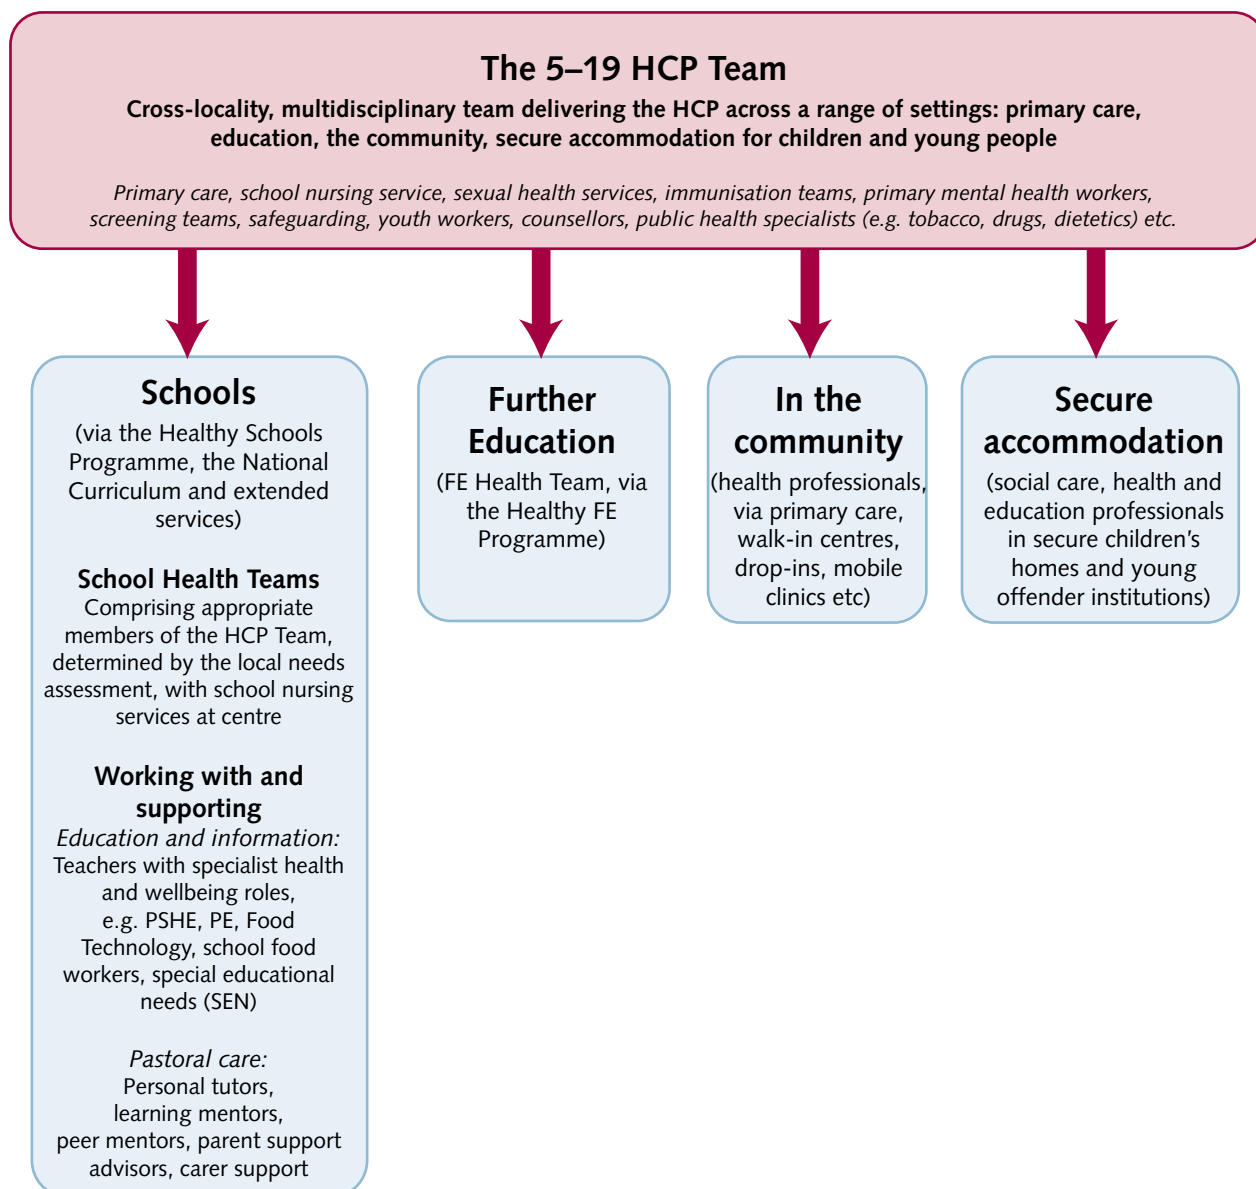 The 5–19 HCP Team
Cross-locality, multidisciplinary team delivering the HCP across a range of settings: primary care,
education, the community, secure accommodation for children and young people
Primary care, school nursing service, sexual health services, immunisation teams, primary mental health workers,
screening teams, safeguarding, youth workers, counsellors, public health specialists (e.g. tobacco, drugs, dietetics) etc.
Schools
(via the Healthy Schools
Programme, the National
Curriculum and extended
services)
School Health Teams
Comprising appropriate
members of the HCP Team,
determined by the local needs
assessment, with school nursing
services at centre
Working with and
supporting
Education and information:
Teachers with specialist health
and wellbeing roles,
e.g. PSHE, PE, Food
Technology, school food
workers, special educational
needs (SEN)
Pastoral care:
Personal tutors,
learning mentors,
peer mentors, parent support
advisors, carer support
Further
Education
(FE Health Team, via
the Healthy FE
Programme)
In the
community
(health professionals,
via primary care,
walk-in centres,
drop-ins, mobile
clinics etc)
Secure
accommodation
(social care, health and
education professionals
in secure children's
homes and young
offender institutions)